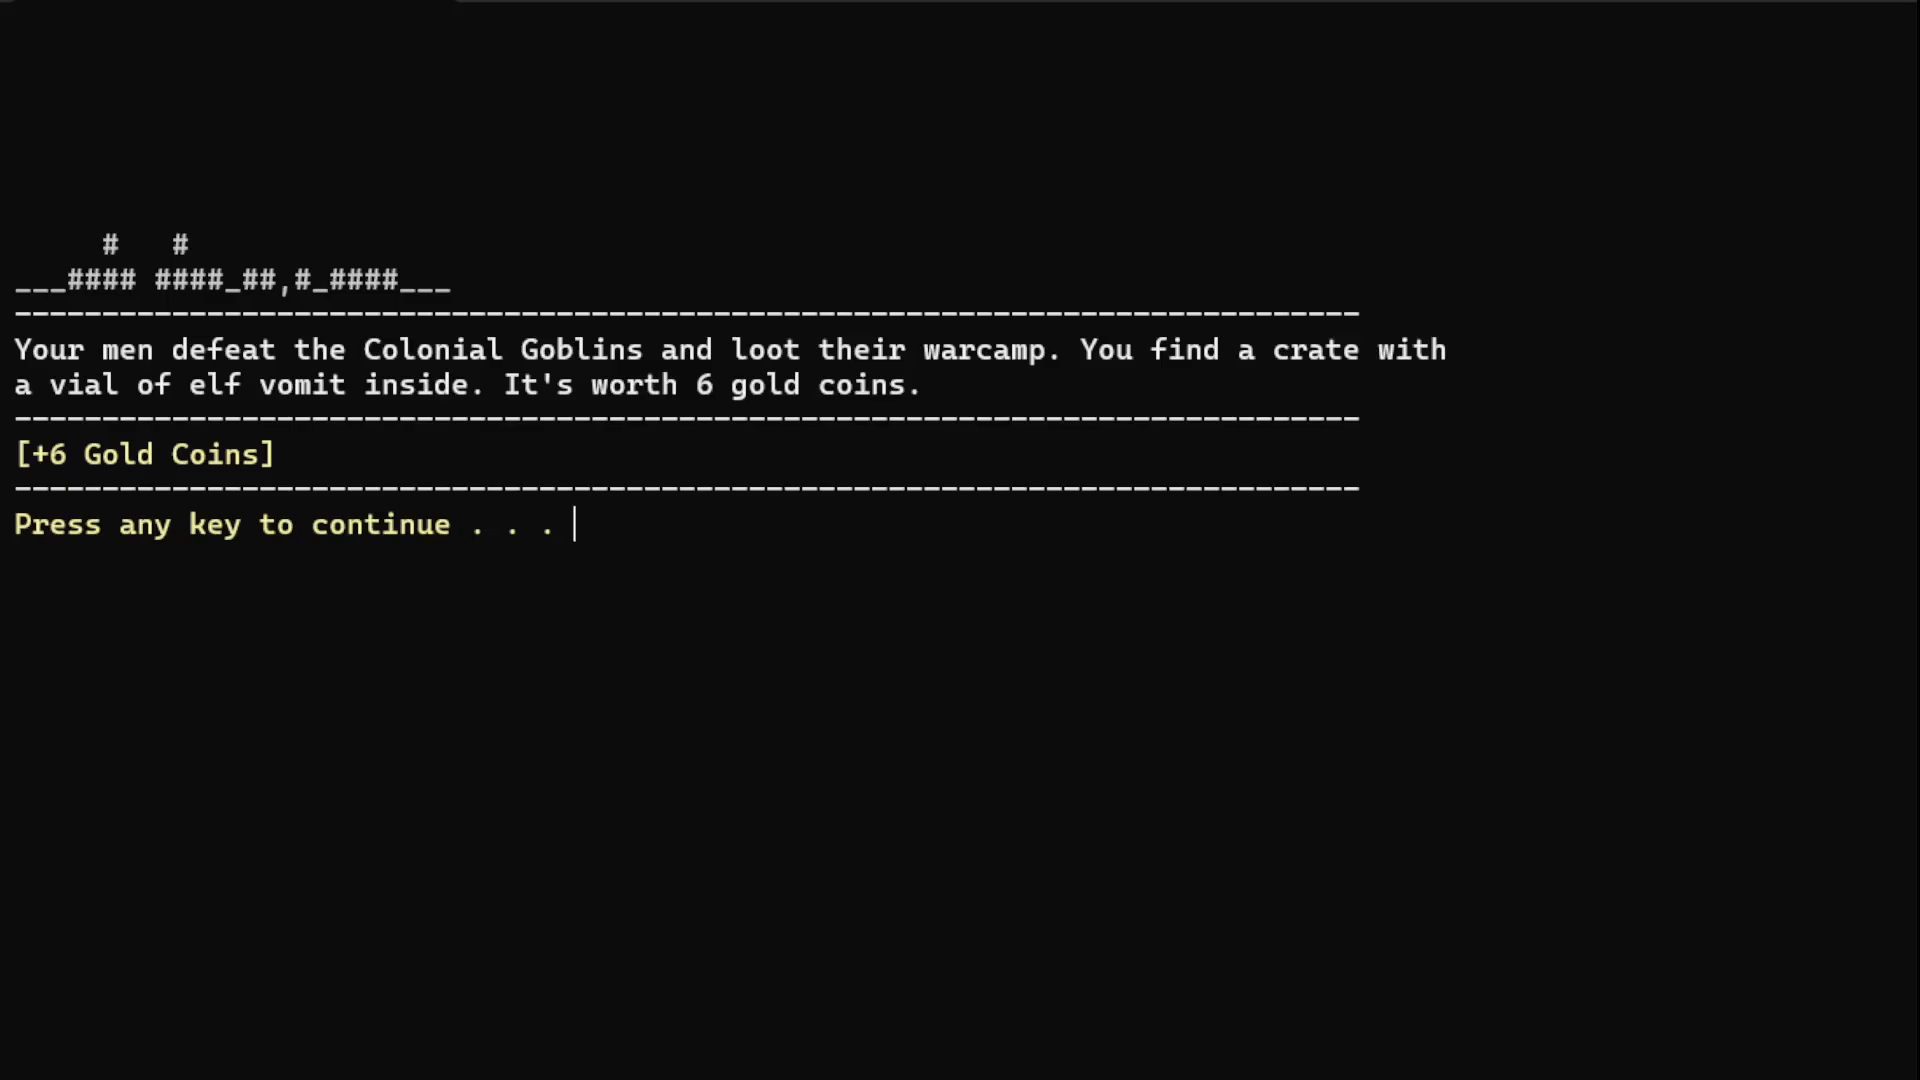 #   #
___#### ####_##,#_####___
-----------------------------------------------------------------------------
Your men defeat the Colonial Goblins and loot their warcamp. You find a crate with
a vial of elf vomit inside. It's worth 6 gold coins.
-----------------------------------------------------------------------------
[+6 Gold Coins]
-----------------------------------------------------------------------------
Press any key to continue . . .